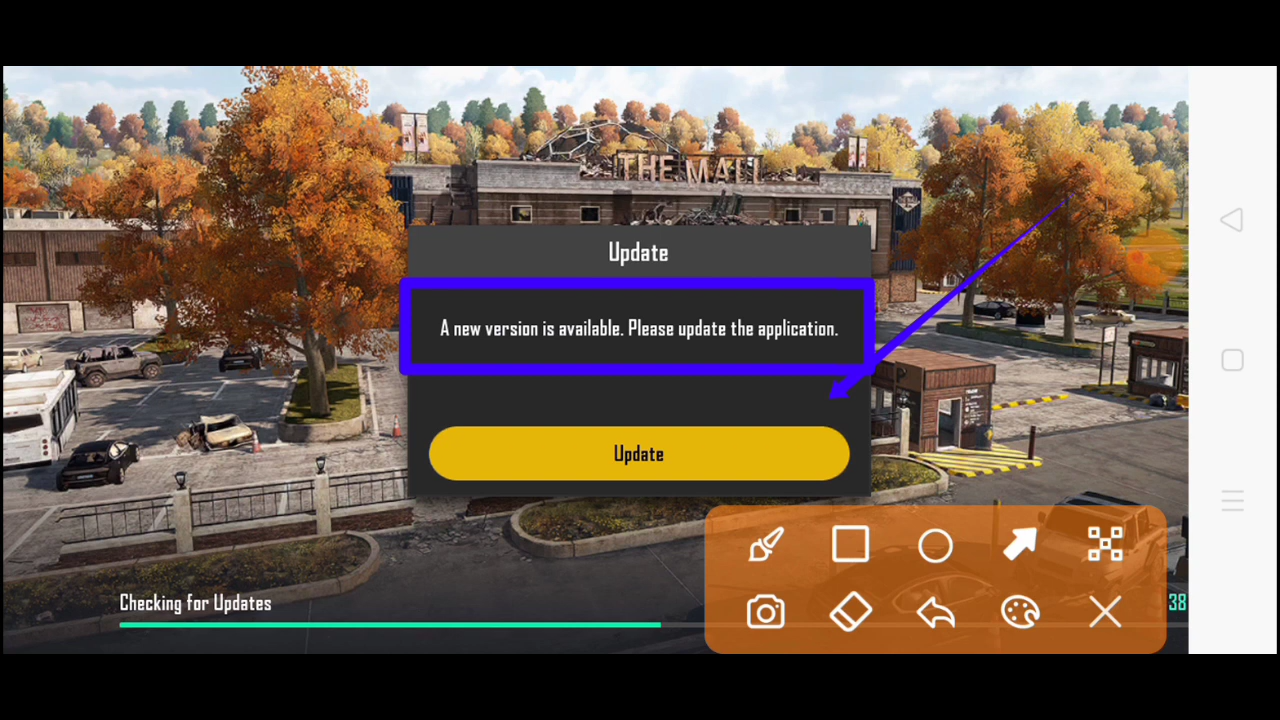 THE MALL
Update
A new version is available. Please update the application.
Update
Checking for Updates
38